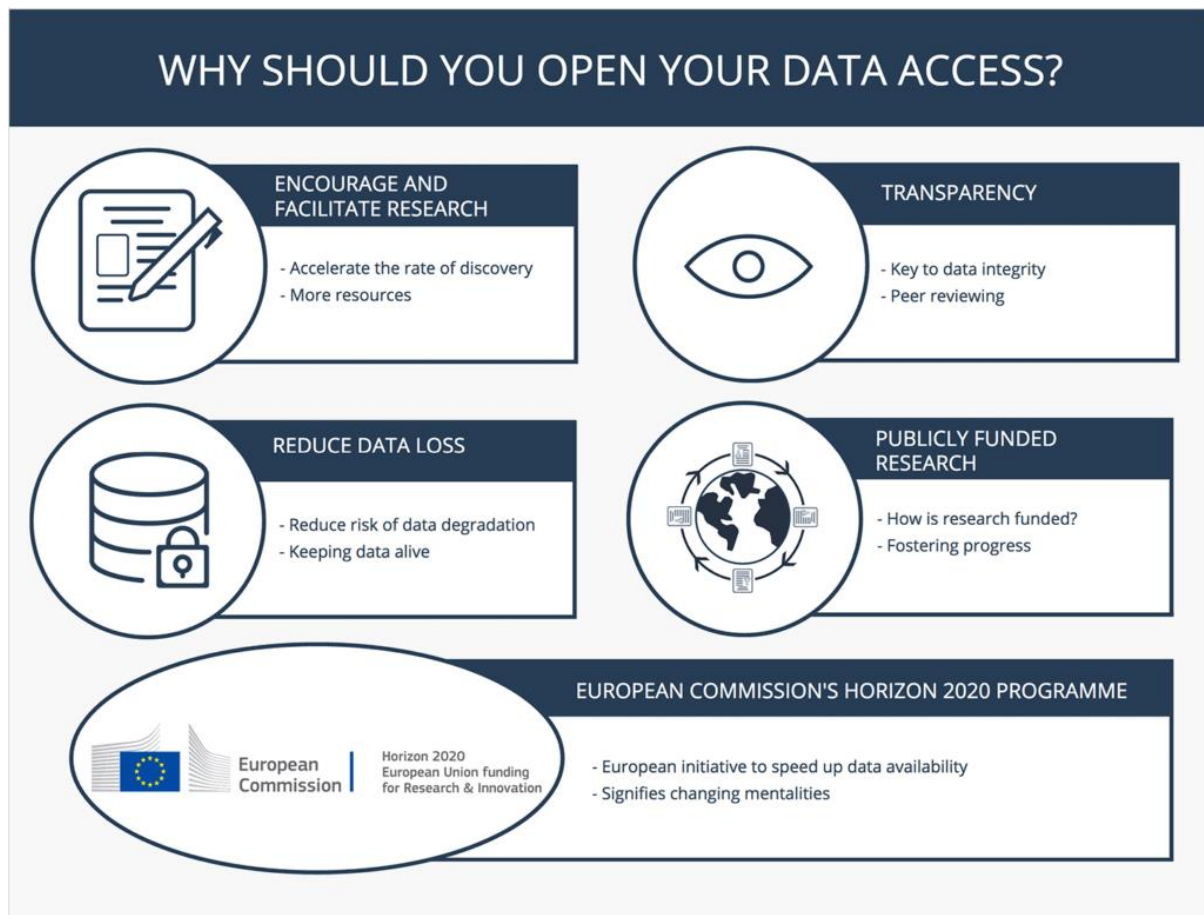 WHY SHOULD YOU OPEN YOUR DATA ACCESS?
ENCOURAGE AND
FACILITATE RESEARCH
- Accelerate the rate of discovery
- More resources
TRANSPARENCY
- Key to data integrity
- Peer reviewing
REDUCE DATA LOSS
- Reduce risk of data degradation
- Keeping data alive
PUBLICLY FUNDED
RESEARCH
- How is research funded?
- Fostering progress
European
Commission
Horizon 2020
European Union funding
for Research & Innovation
EUROPEAN COMMISSION'S HORIZON 2020 PROGRAMME
- European initiative to speed up data availability
- Signifies changing mentalities